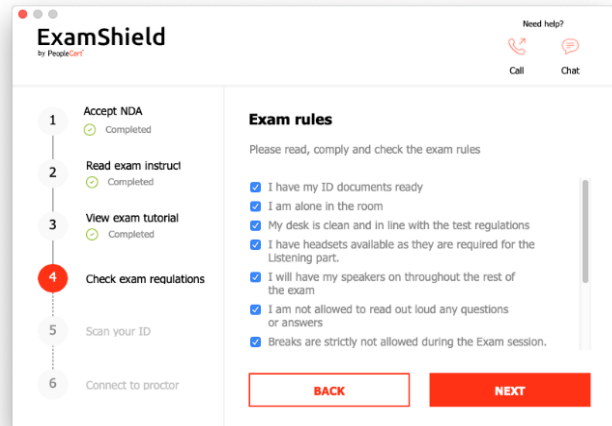 ExamShield
by PeopleCert
Need help?
Call
Chat
1
Accept NDA
Completed
2
Read exam instruct
Completed
3
View exam tutorial
Completed
4
Check exam regulations
5
Scan your ID
6
Connect to proctor
Exam rules
Please read, comply and check the exam rules
I have my ID documents ready
I am alone in the room
My desk is clean and in line with the test regulations
I have headsets available as they are required for the
Listening part.
I will have my speakers on throughout the rest of
the exam
I am not allowed to read out loud any questions
or answers
Breaks are strictly not allowed during the Exam session.
BACK
NEXT